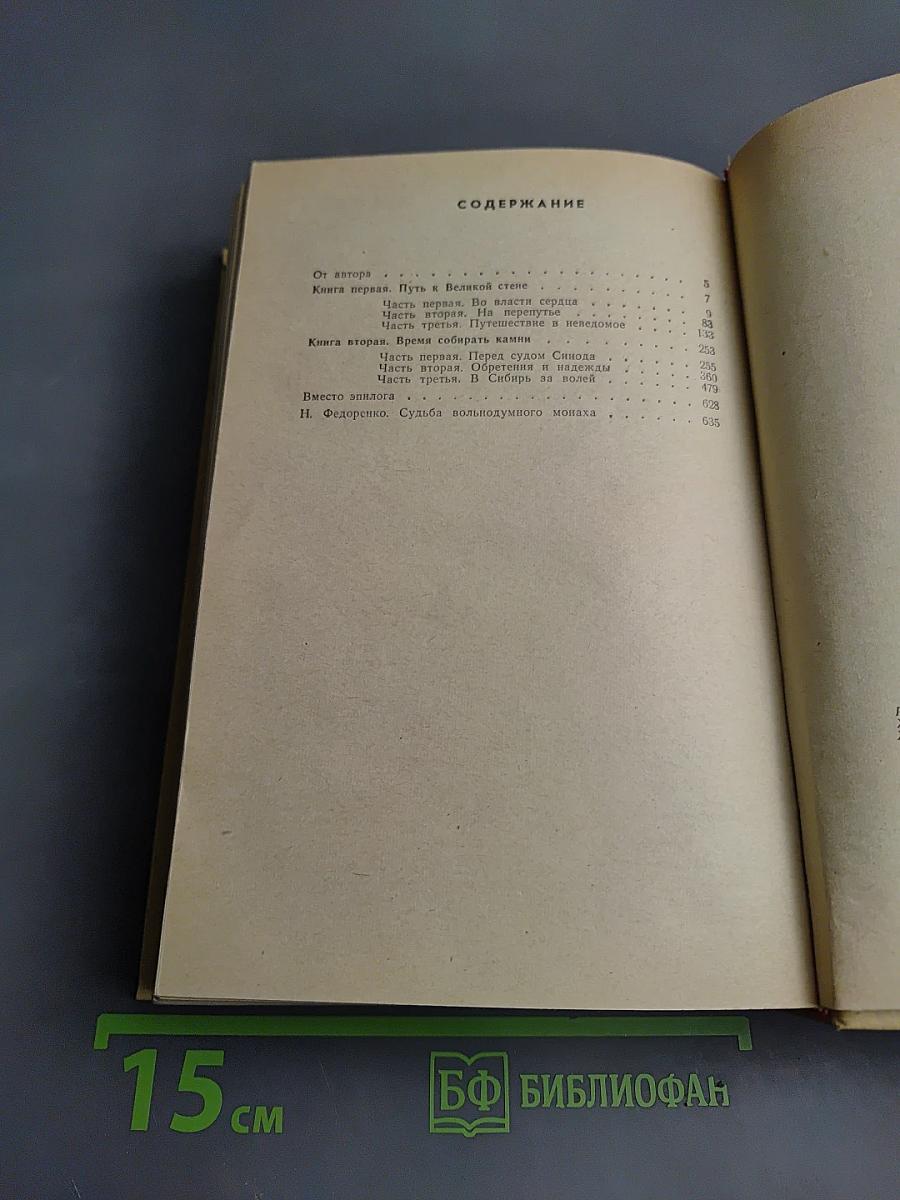 СОДЕРЖАНИЕ
От автора . . . . . . . . . . . . . . . . . . 5
Книга первая. Путь к Великой стене . . . . . . . . . 7
Часть первая. Во власти сердца . . . . . . 9
Часть вторая. На перепутье . . . . . . . 83
Часть третья. Путешествие в неведомое . . . . 133
Книга вторая. Время собирать камни . . . . . . . . . 253
Часть первая. Перед судом Синода . . . . . 255
Часть вторая. Обретения и надежды . . . . . 360
Часть третья. В Сибирь за волей . . . . . . 479
Вместо эпилога . . . . . . . . . . . . . . . . . 628
Н. Федоренко. Судьба вольнодумного монаха . . . . . 635
15 см
БФ БИБЛИОФАН